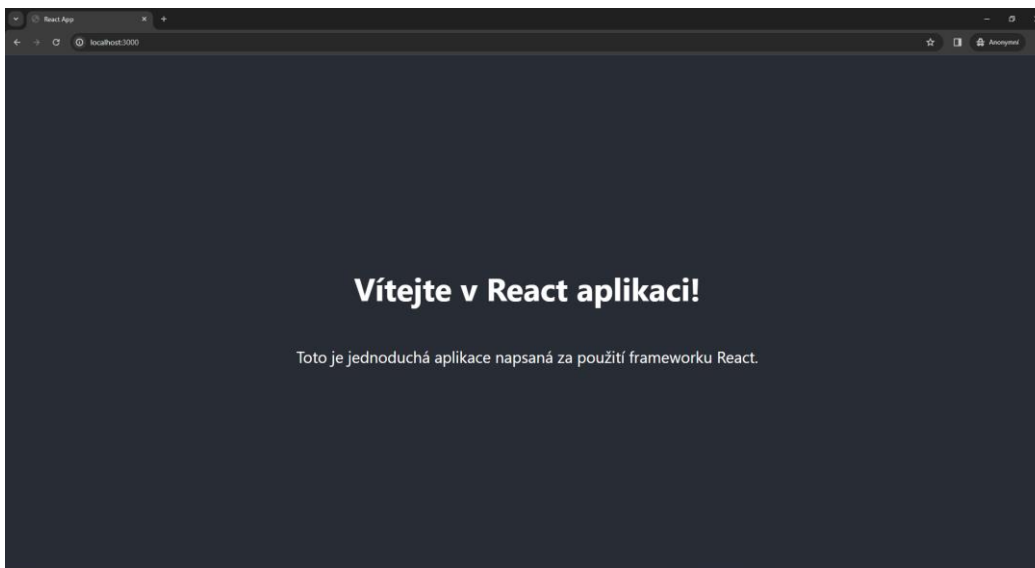 React App
localhost:3000
Anonymní
Vítejte v React aplikaci!
Toto je jednoduchá aplikace napsaná za použití frameworku React.